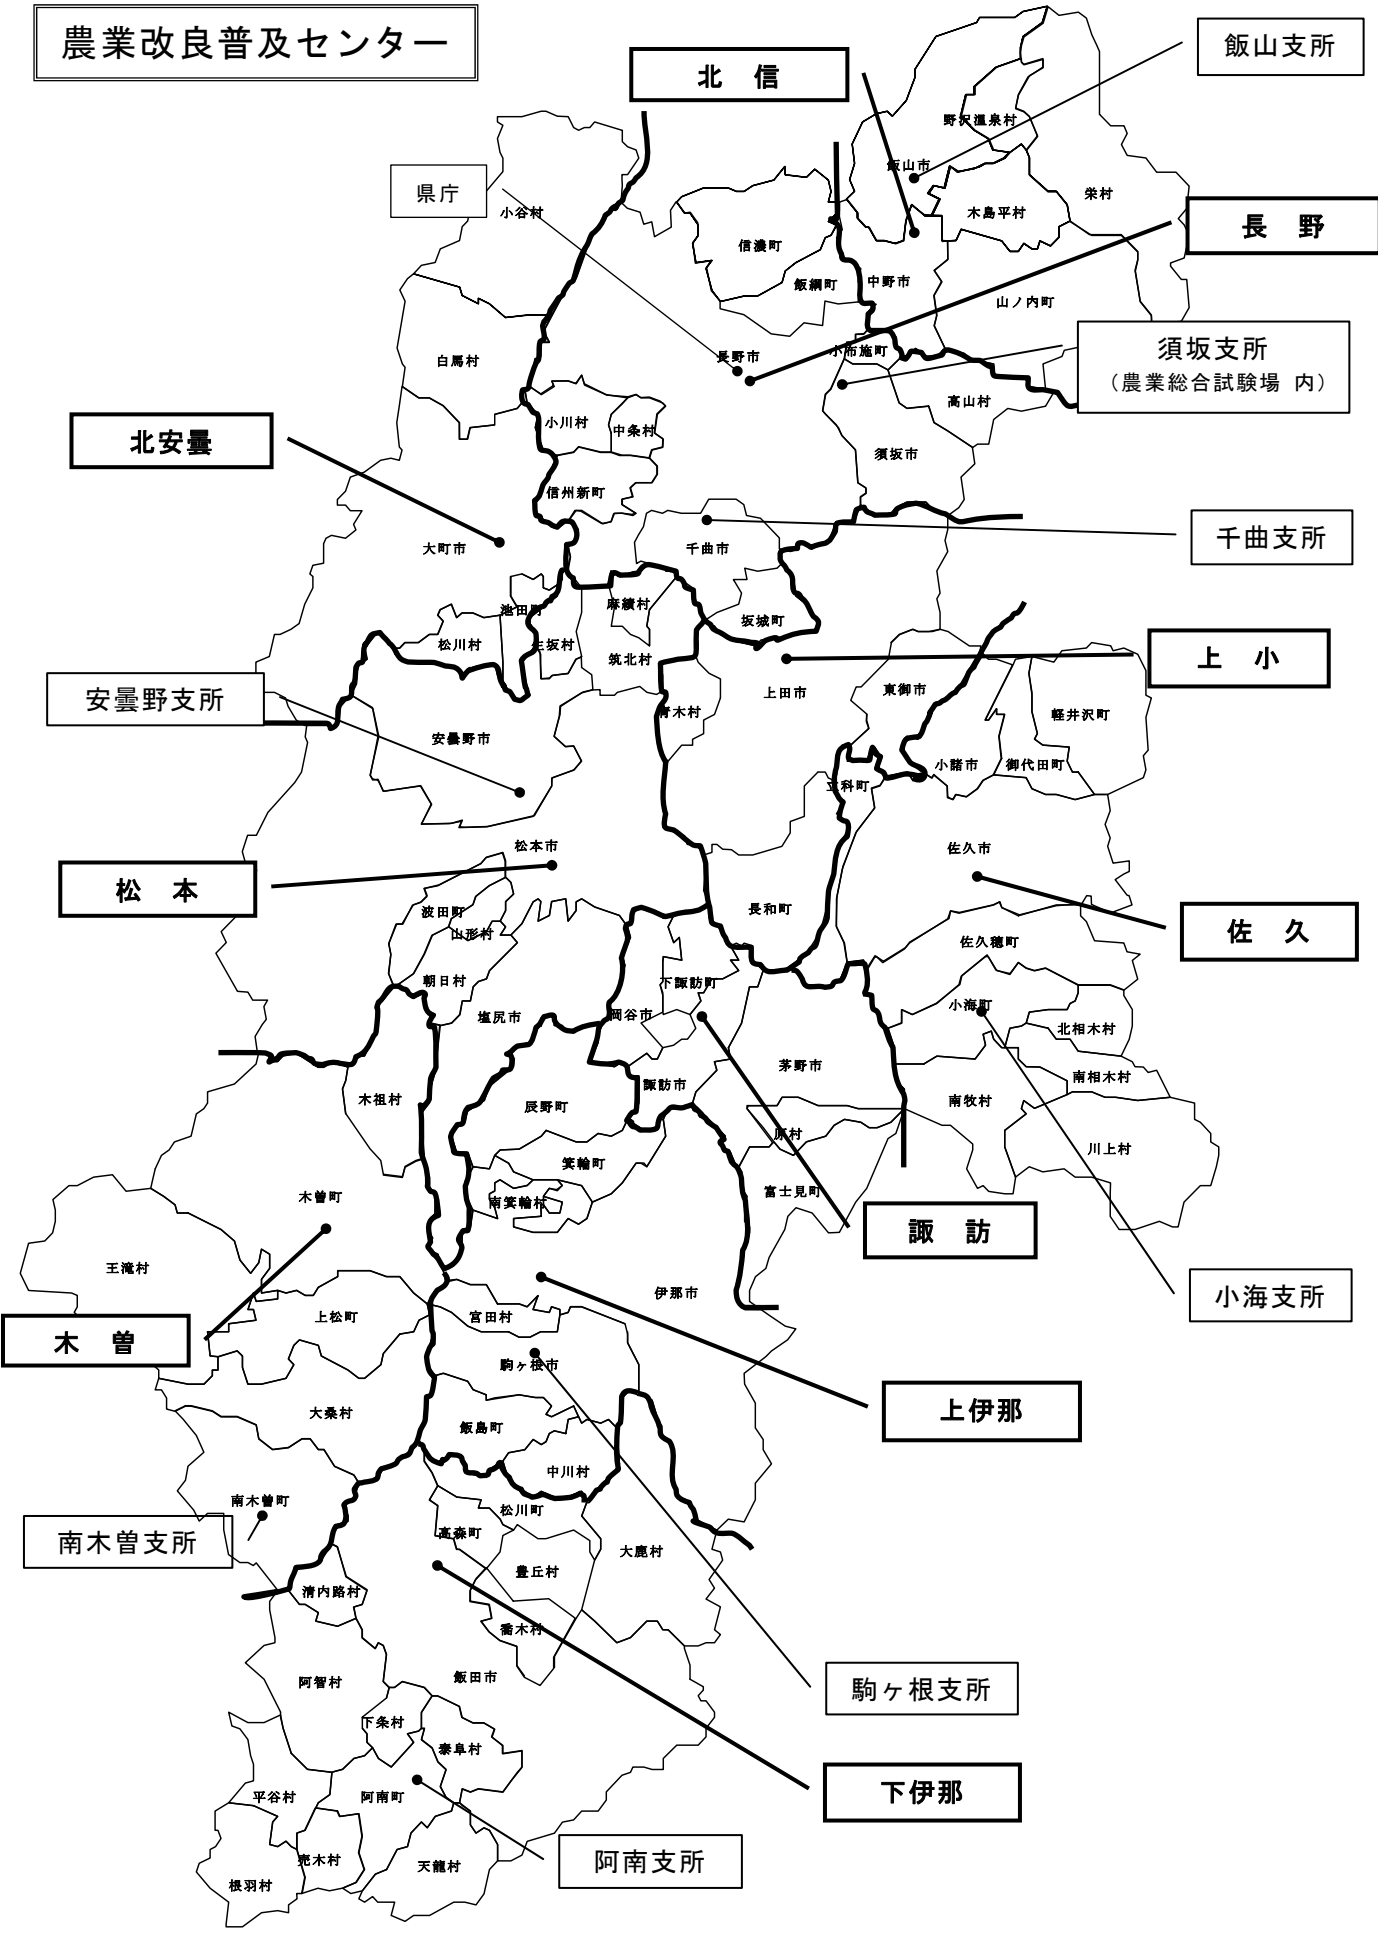 農業改良普及センター
北 信
飯山支所
野沢温泉村
飯山市
県庁
小谷村
栄村
木島平村
長 野
信濃町
飯綱町
中野市
山ノ内町
白馬村
長野市
小布施町
須坂支所
(農業総合試験場 内)
高山村
小川村
中条村
北安曇
須坂市
信州新町
千曲支所
大町市
千曲市
池田町
麻績村
坂城町
松川村
生坂村
筑北村
上 小
安曇野支所
上田市
東御市
青木村
軽井沢町
安曇野市
小諸市
御代田町
立科町
松本市
佐久市
松 本
波田町
長和町
山形村
佐久穂町
佐 久
朝日村
下諏訪町
小海町
塩尻市
岡谷市
北相木村
茅野市
諏訪市
南相木村
木祖村
辰野町
南牧村
原村
川上村
箕輪町
木曽町
南箕輪村
富士見町
諏 訪
王滝村
伊那市
小海支所
上松町
宮田村
木 曽
駒ヶ根市
大桑村
上伊那
飯島町
中川村
南木曽町
松川町
高森町
南木曽支所
大鹿村
豊丘村
清内路村
喬木村
飯田市
阿智村
駒ヶ根支所
下条村
泰阜村
下伊那
平谷村
阿南町
売木村
阿南支所
天龍村
根羽村